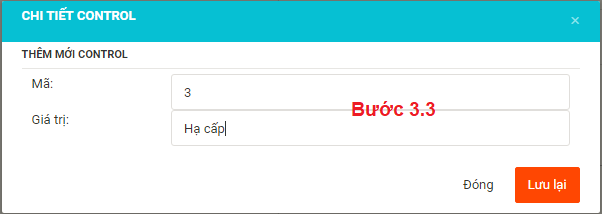 CHI TIẾT CONTROL ×
THÊM MỚI CONTROL
Mã: 3
Bước 3.3
Giá trị: Hạ cấp
Đóng Lưu lại